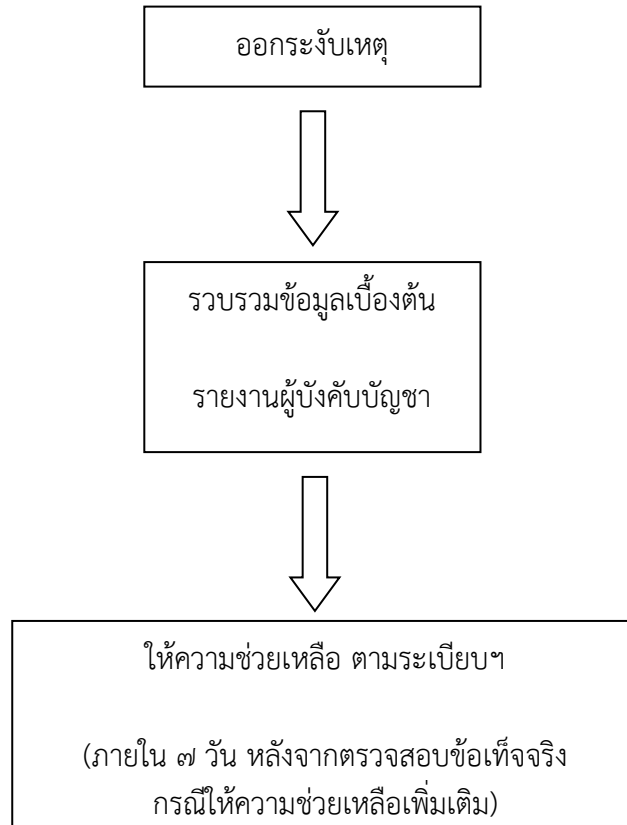 ออกระงับเหตุ
รวบรวมข้อมูลเบื้องต้น
รายงานผู้บังคับบัญชา
ให้ความช่วยเหลือ ตามระเบียบฯ
(ภายใน ๗ วัน หลังจากตรวจสอบข้อเท็จจริง
กรณีให้ความช่วยเหลือเพิ่มเติม)